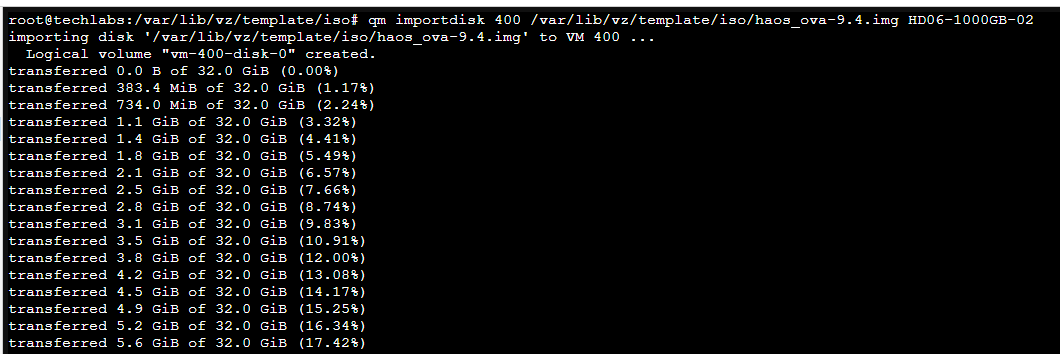 root@techlabs:/var/lib/vz/template/iso# qm importdisk 400 /var/lib/vz/template/iso/haos_ova-9.4.img HD06-1000GB-02
importing disk '/var/lib/vz/template/iso/haos_ova-9.4.img' to VM 400 ...
  Logical volume "vm-400-disk-0" created.
transferred 0.0 B of 32.0 GiB (0.00%)
transferred 383.4 MiB of 32.0 GiB (1.17%)
transferred 734.0 MiB of 32.0 GiB (2.24%)
transferred 1.1 GiB of 32.0 GiB (3.32%)
transferred 1.4 GiB of 32.0 GiB (4.41%)
transferred 1.8 GiB of 32.0 GiB (5.49%)
transferred 2.1 GiB of 32.0 GiB (6.57%)
transferred 2.5 GiB of 32.0 GiB (7.66%)
transferred 2.8 GiB of 32.0 GiB (8.74%)
transferred 3.1 GiB of 32.0 GiB (9.83%)
transferred 3.5 GiB of 32.0 GiB (10.91%)
transferred 3.8 GiB of 32.0 GiB (12.00%)
transferred 4.2 GiB of 32.0 GiB (13.08%)
transferred 4.5 GiB of 32.0 GiB (14.17%)
transferred 4.9 GiB of 32.0 GiB (15.25%)
transferred 5.2 GiB of 32.0 GiB (16.34%)
transferred 5.6 GiB of 32.0 GiB (17.42%)